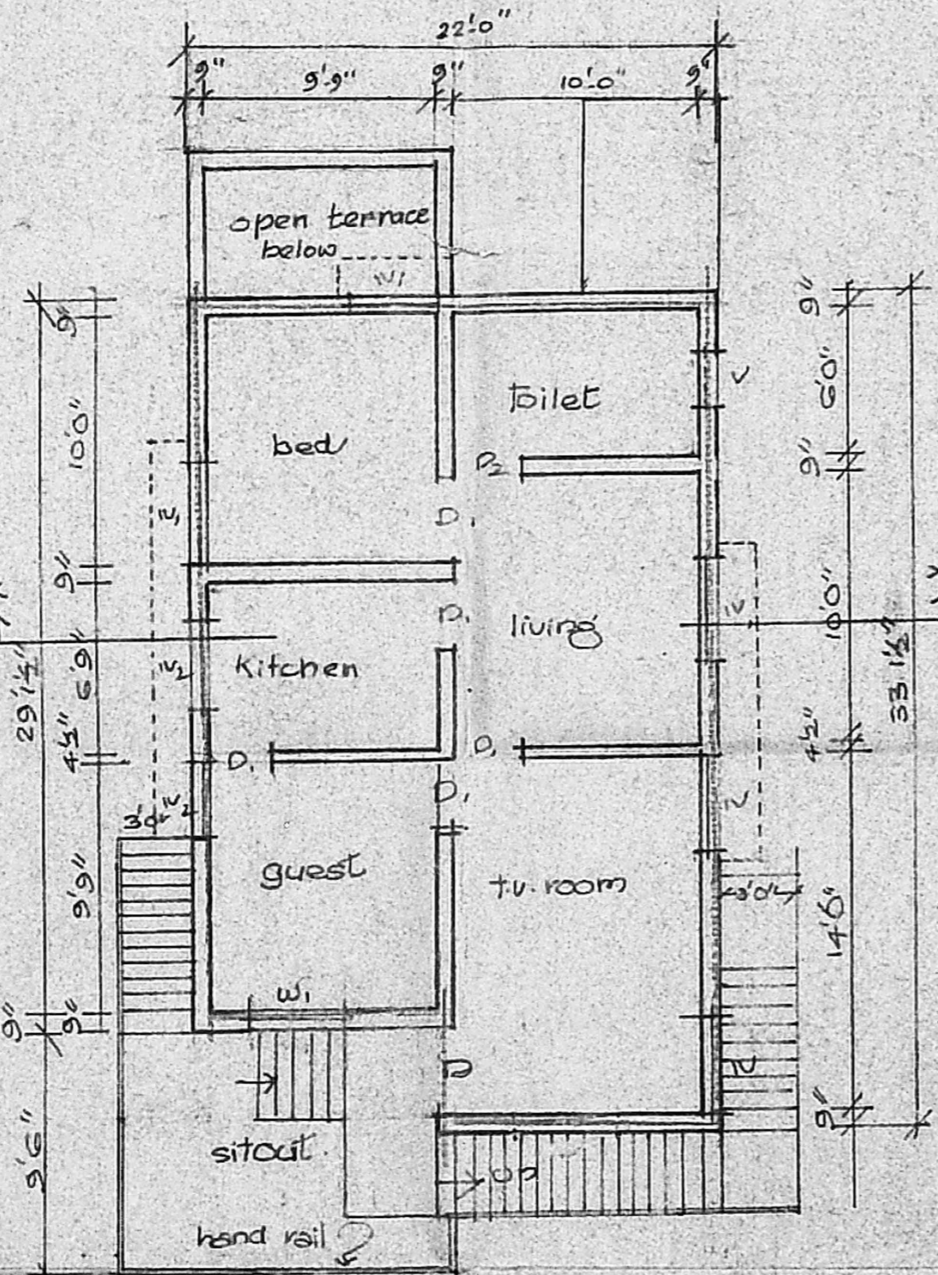 22'-0"
9" 9'-9" 9" 10'-0" 9"
open terrace
below
W1
9" 9"
bed
toilet
V
10'0" 6'0"
D2 9"
W1
D1
9"
D1
living
W
10'0"
29'1½"
6'9"
W2
kitchen
33'1½"
4½"
D1 D1 4½"
D1
W2
3'0"
W
9'9"
guest
t.v. room
3'0"
14'6"
9" 9"
W1
D
W
9"
9'6"
sitout
UP
hand rail